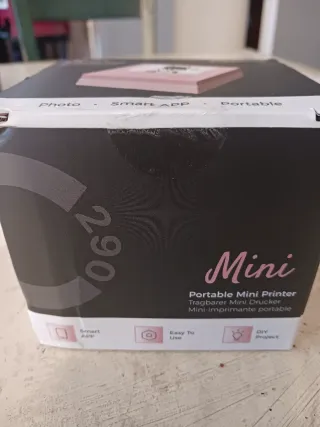 Photo • Smart APP • Portable
C
290
Mini
Portable Mini Printer
Tragbarer Mini Drucker
Mini-imprimante portable
Smart APP
Easy To Use
DIY Project